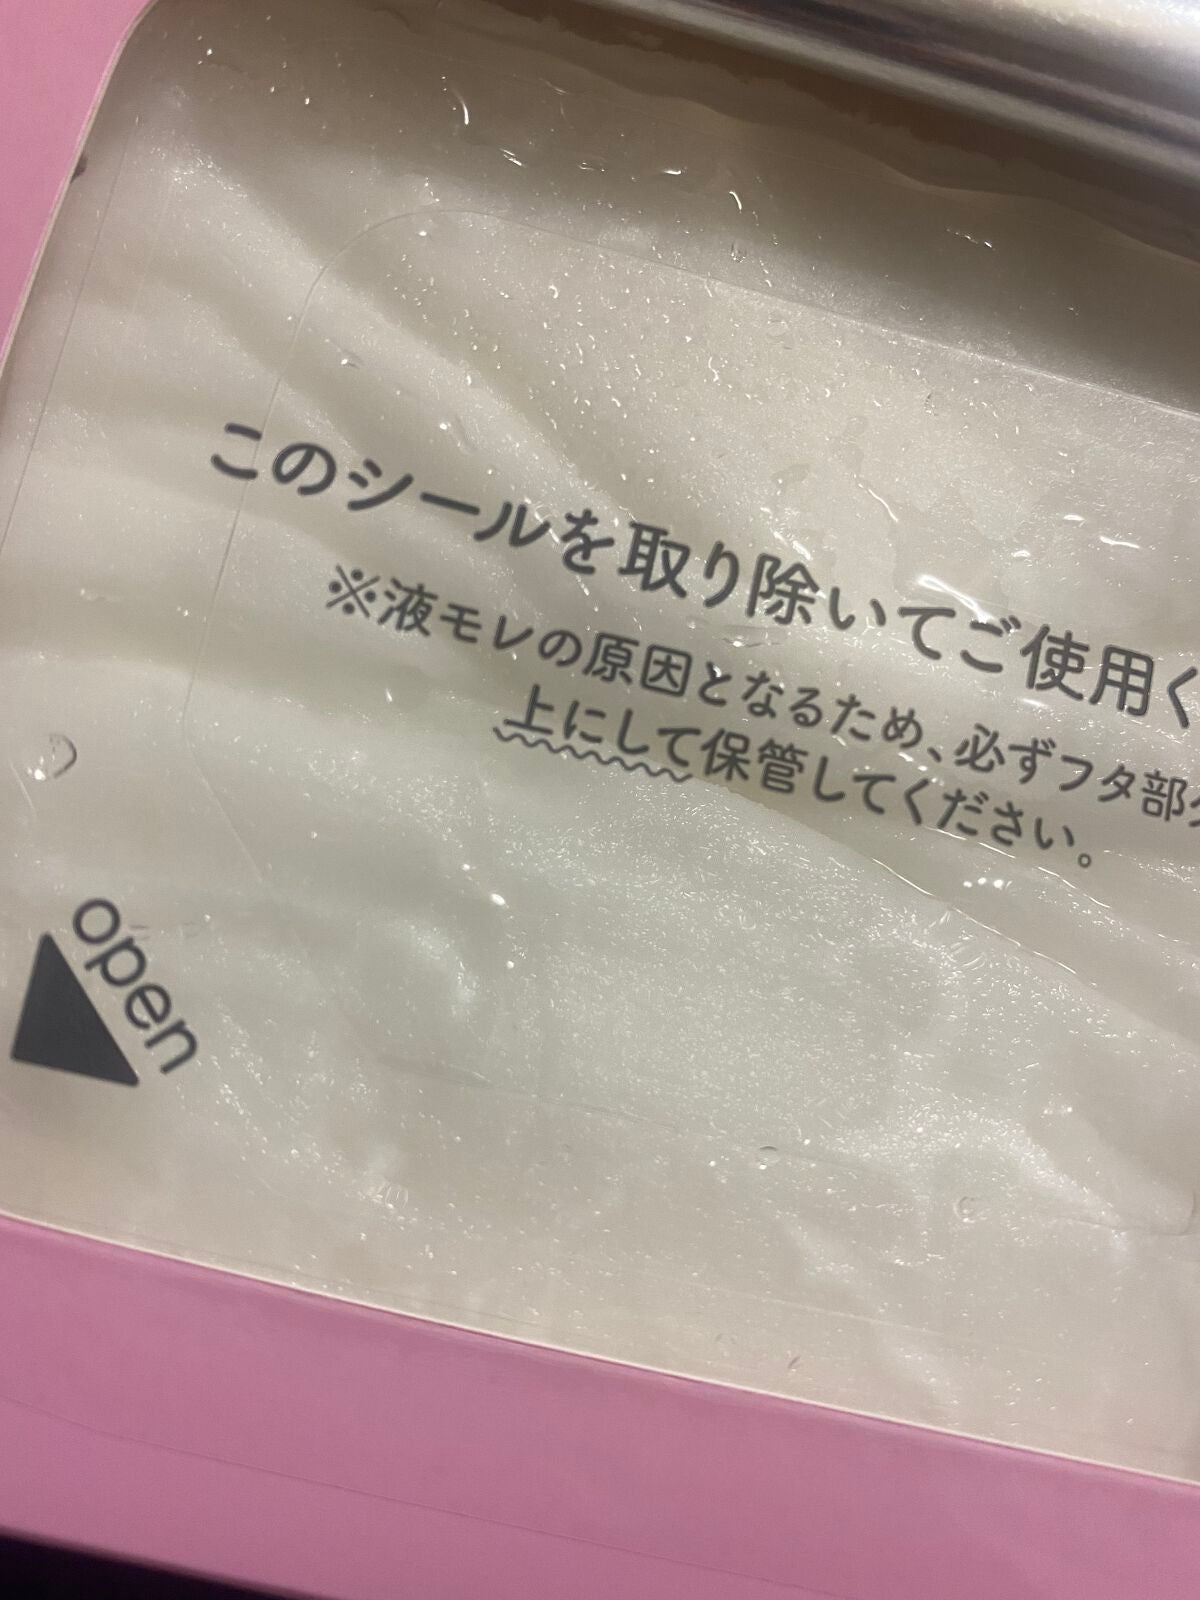 このシールを取り除いてご使用く
※液モレの原因となるため、必ずフタ部
上にして保管してください。
open